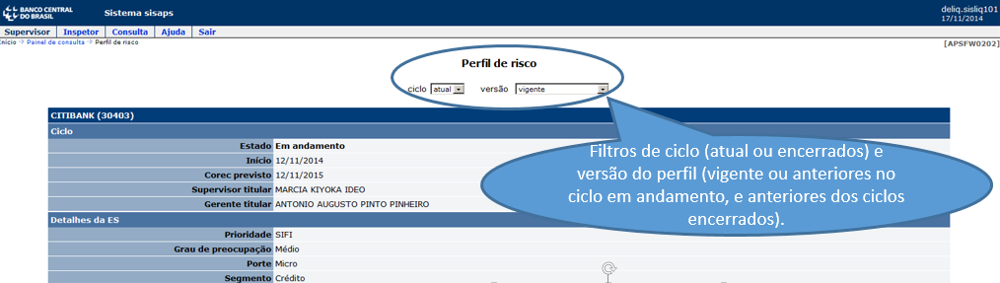 BANCO CENTRAL
DO BRASIL
Sistema sisaps
deliq.sisliq101
17/11/2014
Supervisor Inspetor Consulta Ajuda Sair
Início Painel de consulta Perfil de risco
[APSFW0202]
Perfil de risco
ciclo atual versão vigente
CITIBANK (30403)
Ciclo
Estado Em andamento
Início 12/11/2014
Corec previsto 12/11/2015
Supervisor titular MARCIA KIYOKA IDEO
Gerente titular ANTONIO AUGUSTO PINTO PINHEIRO
Filtros de ciclo (atual ou encerrados) e
versão do perfil (vigente ou anteriores no
ciclo em andamento, e anteriores dos ciclos
encerrados).
Detalhes da ES
Prioridade SIFI
Grau de preocupação Médio
Porte Micro
Segmento Crédito